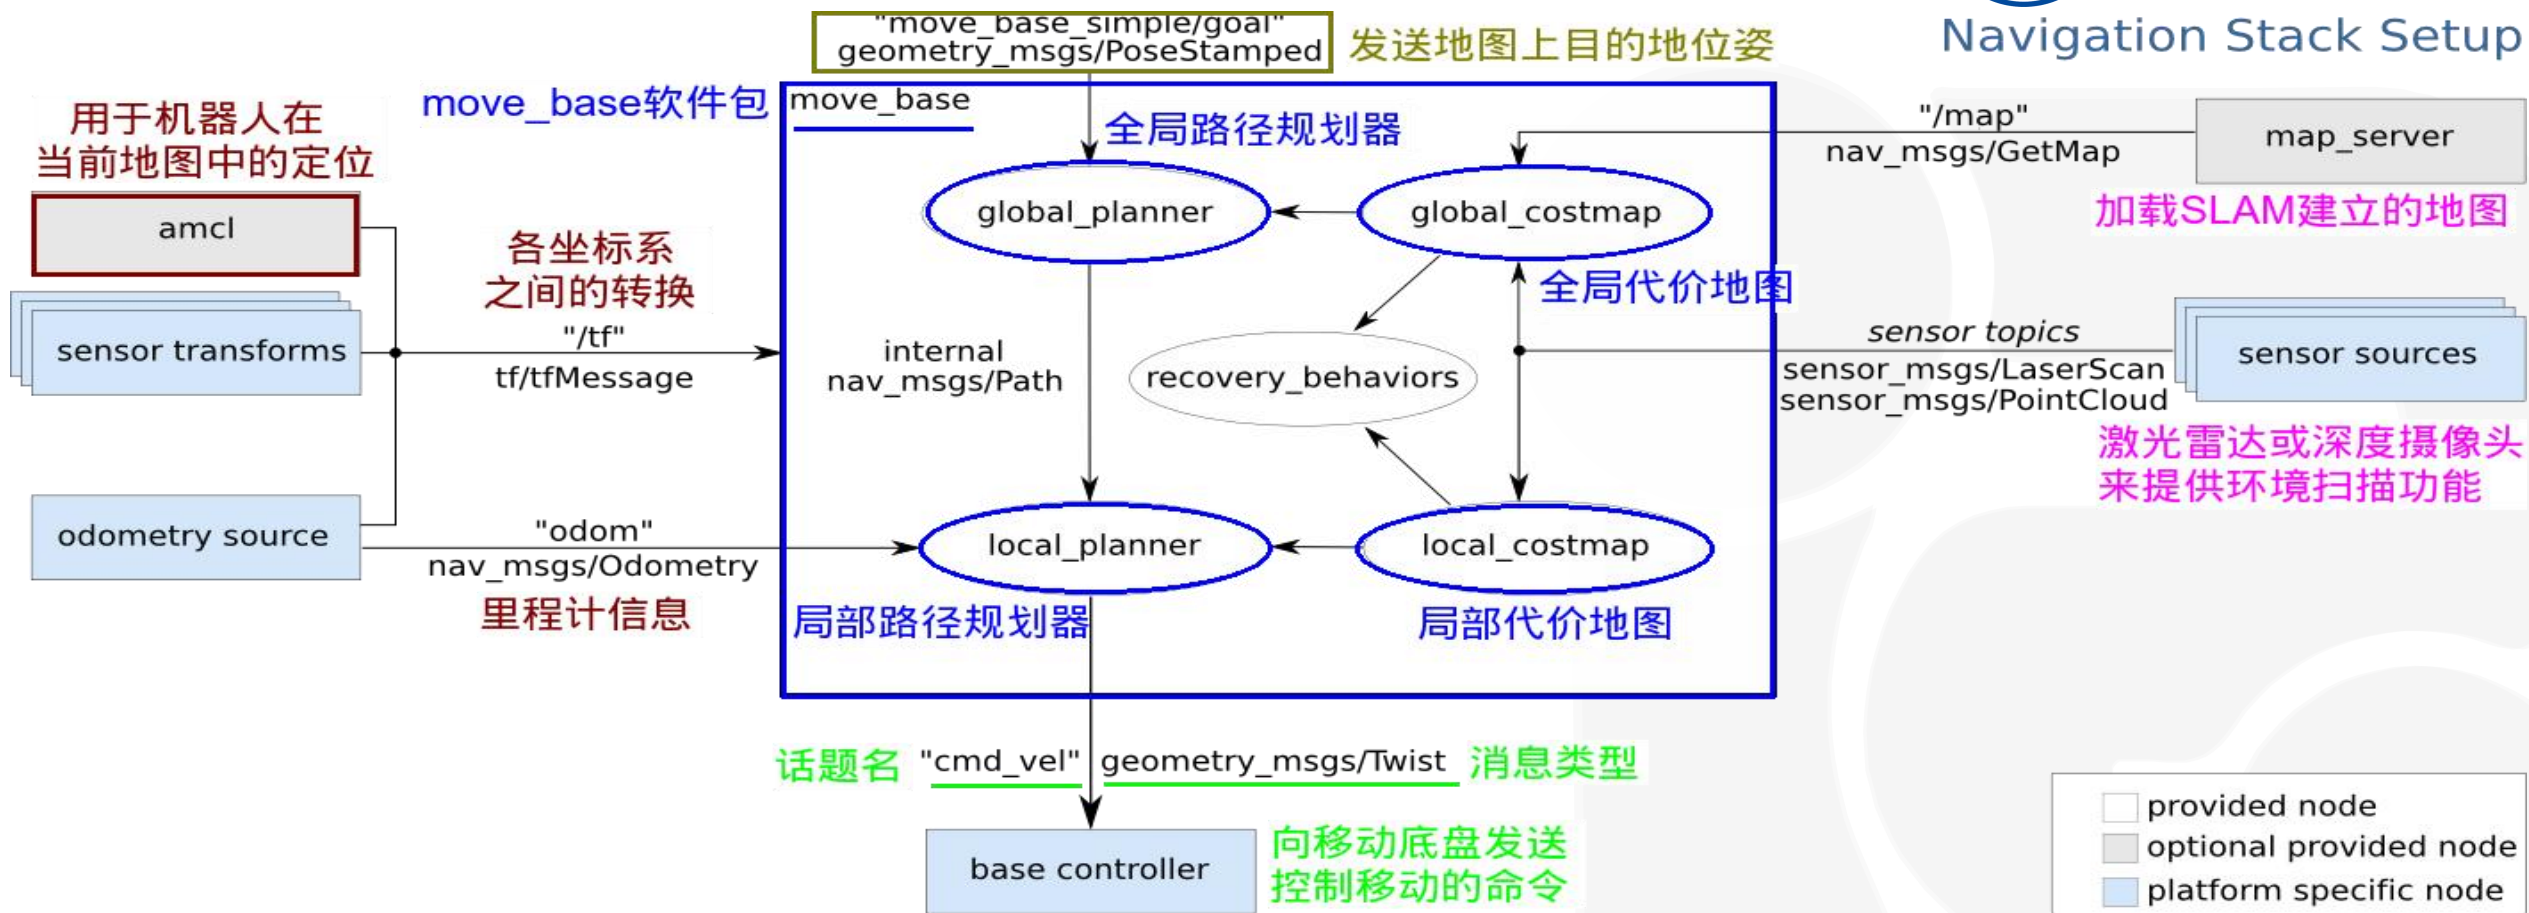 "move_base_simple/goal"
geometry_msgs/PoseStamped
发送地图上目的地位姿
Navigation Stack Setup
用于机器人在
当前地图中的定位
move_base软件包
move_base
全局路径规划器
"/map"
nav_msgs/GetMap
map_server
加载SLAM建立的地图
amcl
global_planner
global_costmap
各坐标系
之间的转换
全局代价地图
sensor transforms
"/tf"
tf/tfMessage
internal
nav_msgs/Path
recovery_behaviors
sensor topics
sensor_msgs/LaserScan
sensor_msgs/PointCloud
sensor sources
激光雷达或深度摄像头
来提供环境扫描功能
odometry source
"odom"
nav_msgs/Odometry
里程计信息
local_planner
local_costmap
局部路径规划器
局部代价地图
话题名
"cmd_vel"
geometry_msgs/Twist
消息类型
base controller
向移动底盘发送
控制移动的命令
provided node
optional provided node
platform specific node